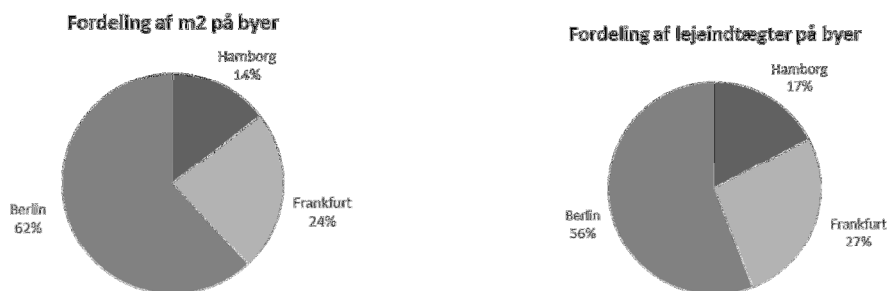 Fordeling af m2 på byer
Hamborg
14%
Frankfurt
24%
Berlin
62%
Fordeling af lejeindtægter på byer
Hamborg
17%
Frankfurt
27%
Berlin
56%